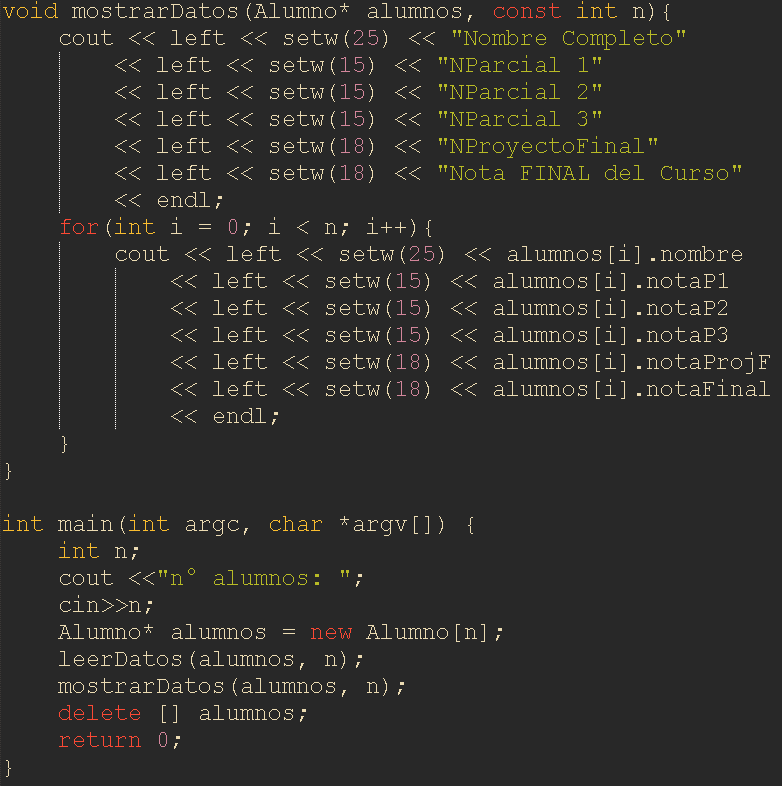 void mostrarDatos(Alumno* alumnos, const int n){
    cout << left << setw(25) << "Nombre Completo"
        << left << setw(15) << "NParcial 1"
        << left << setw(15) << "NParcial 2"
        << left << setw(15) << "NParcial 3"
        << left << setw(18) << "NProyectoFinal"
        << left << setw(18) << "Nota FINAL del Curso"
        << endl;
    for(int i = 0; i < n; i++){
        cout << left << setw(25) << alumnos[i].nombre
            << left << setw(15) << alumnos[i].notaP1
            << left << setw(15) << alumnos[i].notaP2
            << left << setw(15) << alumnos[i].notaP3
            << left << setw(18) << alumnos[i].notaProjF
            << left << setw(18) << alumnos[i].notaFinal
            << endl;
    }
}

int main(int argc, char *argv[]) {
    int n;
    cout <<"n° alumnos: ";
    cin>>n;
    Alumno* alumnos = new Alumno[n];
    leerDatos(alumnos, n);
    mostrarDatos(alumnos, n);
    delete [] alumnos;
    return 0;
}